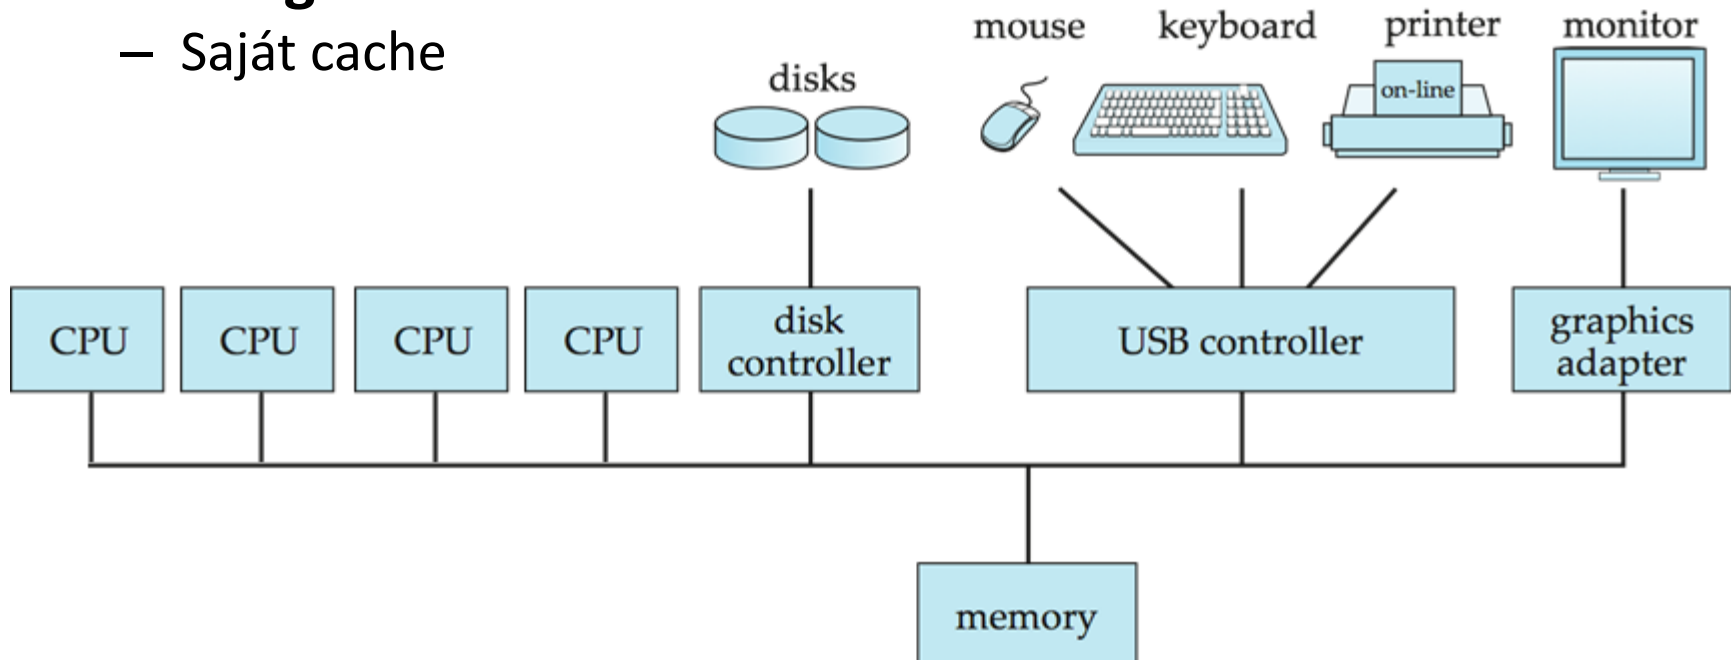 – Saját cache
mouse
keyboard
printer
monitor
disks
on-line
CPU
CPU
CPU
CPU
disk
controller
USB controller
graphics
adapter
memory